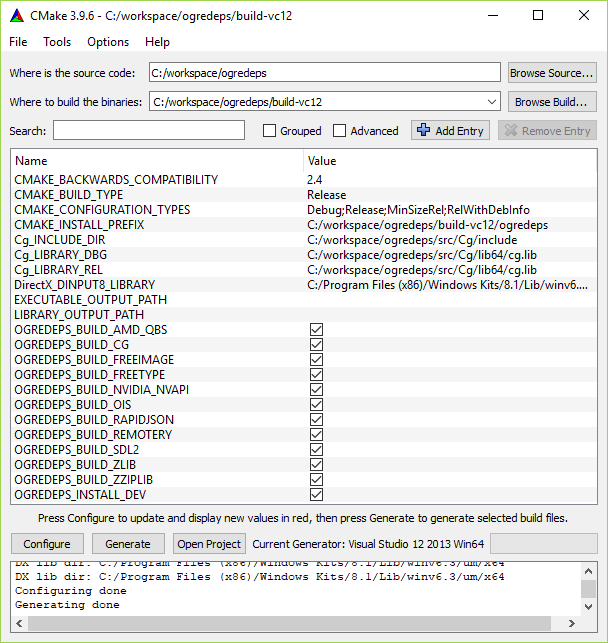 CMake 3.9.6 - C:/workspace/ogredeps/build-vc12
File Tools Options Help
Where is the source code: C:/workspace/ogredeps Browse Source...
Where to build the binaries: C:/workspace/ogredeps/build-vc12 Browse Build...
Search: Grouped Advanced Add Entry Remove Entry
Name Value
CMAKE_BACKWARDS_COMPATIBILITY 2.4
CMAKE_BUILD_TYPE Release
CMAKE_CONFIGURATION_TYPES Debug;Release;MinSizeRel;RelWithDebInfo
CMAKE_INSTALL_PREFIX C:/workspace/ogredeps/build-vc12/ogredeps
Cg_INCLUDE_DIR C:/workspace/ogredeps/src/Cg/include
Cg_LIBRARY_DBG C:/workspace/ogredeps/src/Cg/lib64/cg.lib
Cg_LIBRARY_REL C:/workspace/ogredeps/src/Cg/lib64/cg.lib
DirectX_DINPUT8_LIBRARY C:/Program Files (x86)/Windows Kits/8.1/Lib/winv6....
EXECUTABLE_OUTPUT_PATH
LIBRARY_OUTPUT_PATH
OGREDEPS_BUILD_AMD_QBS
OGREDEPS_BUILD_CG
OGREDEPS_BUILD_FREEIMAGE
OGREDEPS_BUILD_FREETYPE
OGREDEPS_BUILD_NVIDIA_NVAPI
OGREDEPS_BUILD_OIS
OGREDEPS_BUILD_RAPIDJSON
OGREDEPS_BUILD_REMOTERY
OGREDEPS_BUILD_SDL2
OGREDEPS_BUILD_ZLIB
OGREDEPS_BUILD_ZZIPLIB
OGREDEPS_INSTALL_DEV
Press Configure to update and display new values in red, then press Generate to generate selected build files.
Configure Generate Open Project Current Generator: Visual Studio 12 2013 Win64
DX lib dir: C:/Program Files (x86)/Windows Kits/8.1/Lib/winv6.3/um/x64
DX lib dir: C:/Program Files (x86)/Windows Kits/8.1/Lib/winv6.3/um/x64
Configuring done
Generating done